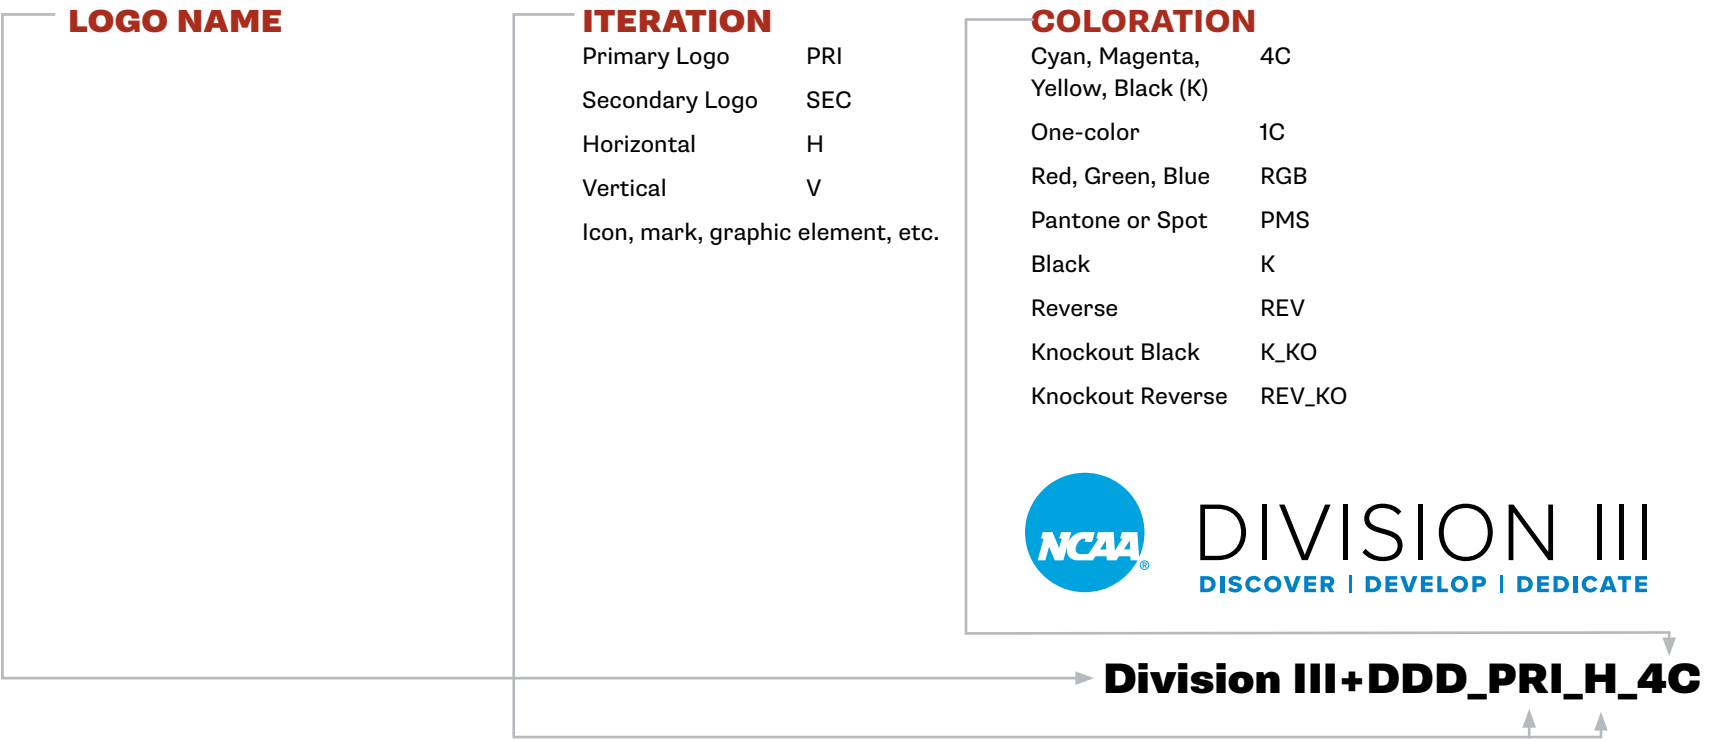 LOGO NAME
ITERATION
Primary Logo PRI
Secondary Logo SEC
Horizontal H
Vertical V
Icon, mark, graphic element, etc.
COLORATION
Cyan, Magenta, 4C
Yellow, Black (K)
One-color 1C
Red, Green, Blue RGB
Pantone or Spot PMS
Black K
Reverse REV
Knockout Black K_KO
Knockout Reverse REV_KO
NCAA®
DIVISION III
DISCOVER | DEVELOP | DEDICATE
Division III+DDD_PRI_H_4C